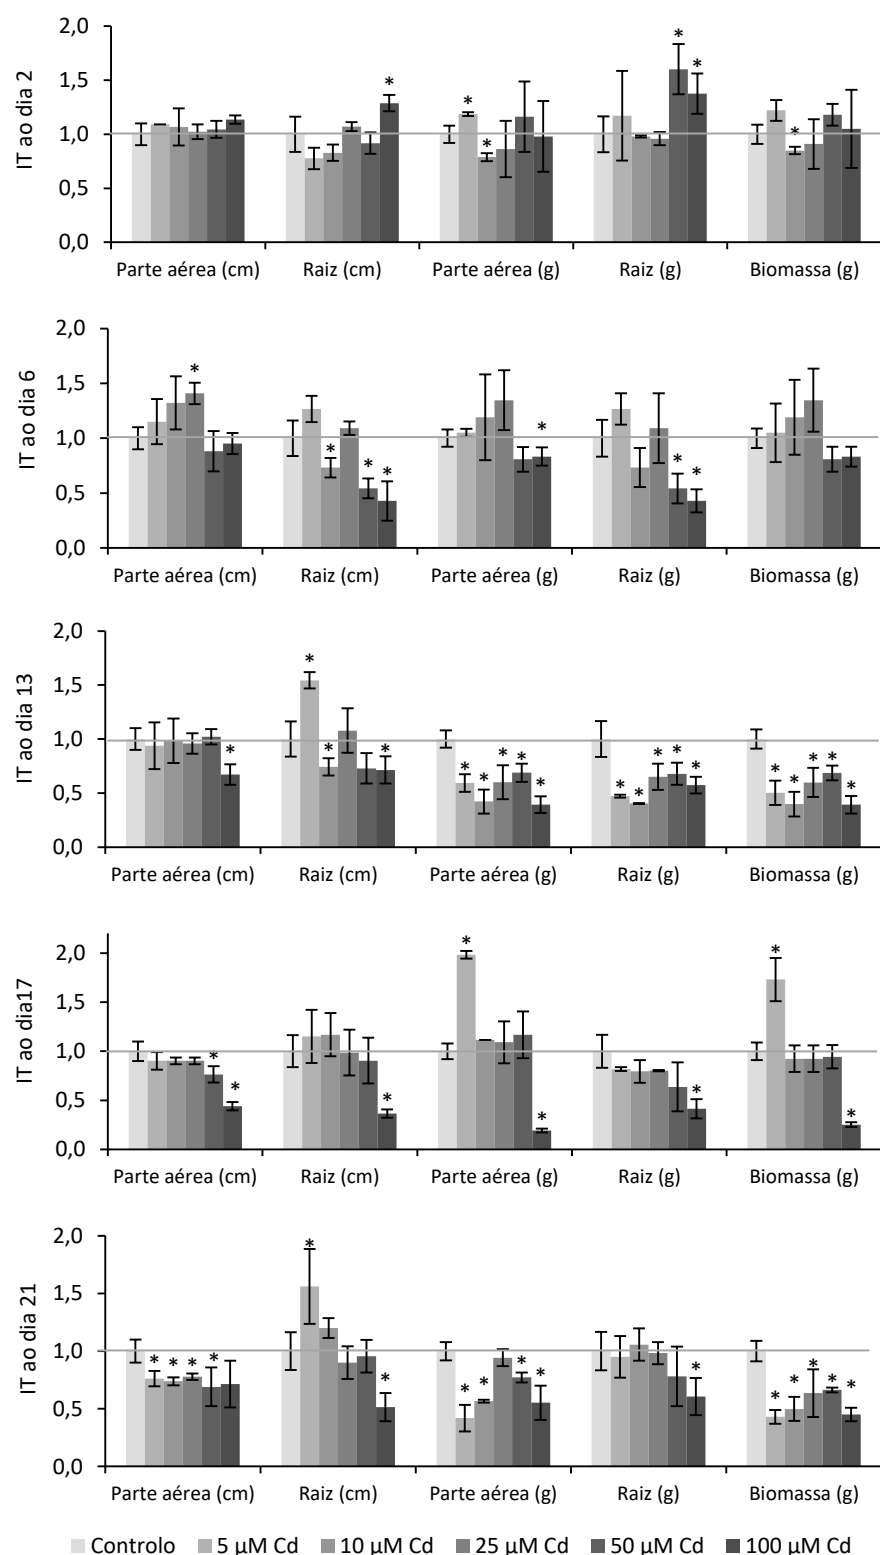 IT ao dia 2
2,0
1,5
1,0
0,5
0,0
* * * * * *
Parte aérea (cm) Raiz (cm) Parte aérea (g) Raiz (g) Biomassa (g)
IT ao dia 6
2,0
1,5
1,0
0,5
0,0
* * * * * * *
Parte aérea (cm) Raiz (cm) Parte aérea (g) Raiz (g) Biomassa (g)
IT ao dia 13
2,0
1,5
1,0
0,5
0,0
* * * * * * * * * * * * * * * * * * *
Parte aérea (cm) Raiz (cm) Parte aérea (g) Raiz (g) Biomassa (g)
IT ao dia17
2,0
1,5
1,0
0,5
0,0
* * * * * * * *
Parte aérea (cm) Raiz (cm) Parte aérea (g) Raiz (g) Biomassa (g)
IT ao dia 21
2,0
1,5
1,0
0,5
0,0
* * * * * * * * * * * * * * * *
Parte aérea (cm) Raiz (cm) Parte aérea (g) Raiz (g) Biomassa (g)
Controlo 5 µM Cd 10 µM Cd 25 µM Cd 50 µM Cd 100 µM Cd